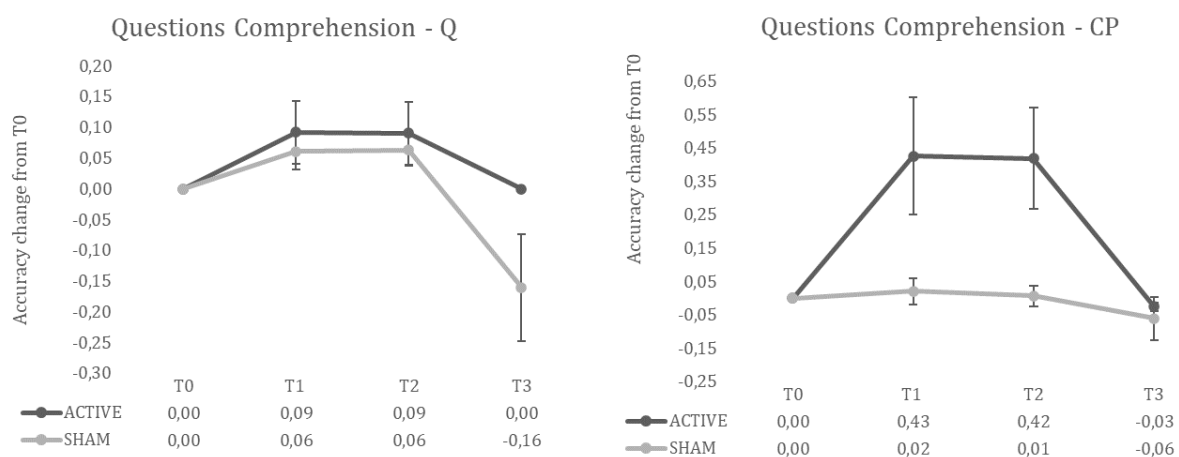 Questions Comprehension - Q
Accuracy change from T0
0,20
0,15
0,10
0,05
0,00
-0,05
-0,10
-0,15
-0,20
-0,25
-0,30
T0 T1 T2 T3
ACTIVE 0,00 0,09 0,09 0,00
SHAM 0,00 0,06 0,06 -0,16
Questions Comprehension - CP
Accuracy change from T0
0,65
0,55
0,45
0,35
0,25
0,15
0,05
-0,05
-0,15
-0,25
T0 T1 T2 T3
ACTIVE 0,00 0,43 0,42 -0,03
SHAM 0,00 0,02 0,01 -0,06